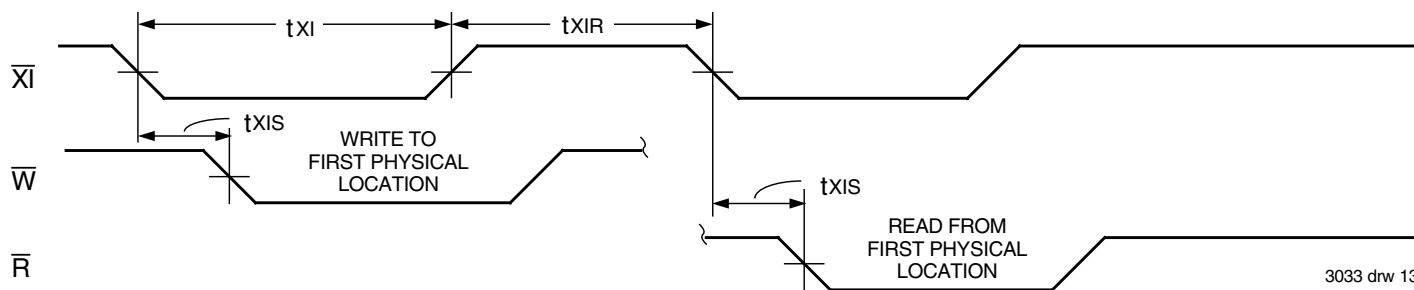 tXI
tXIR
XI
tXIS
WRITE TO
FIRST PHYSICAL
LOCATION
W
tXIS
READ FROM
FIRST PHYSICAL
LOCATION
R
3033 drw 13